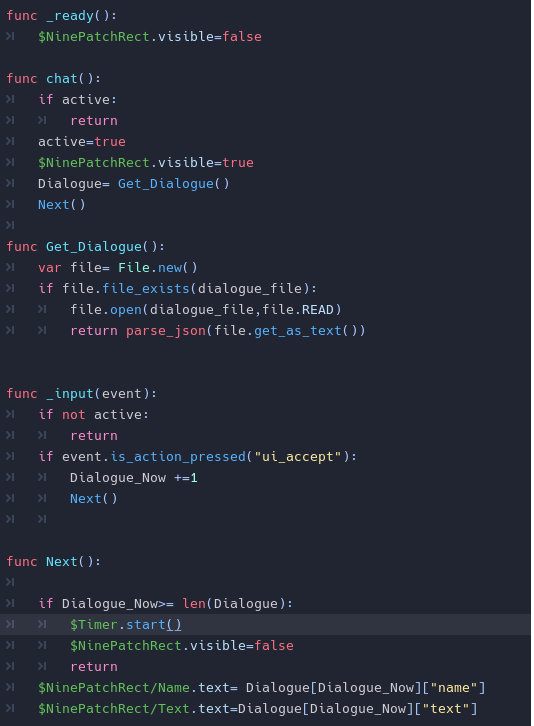 func _ready():
	$NinePatchRect.visible=false
func chat():
	if active:
		return
	active=true
	$NinePatchRect.visible=true
	Dialogue= Get_Dialogue()
	Next()
func Get_Dialogue():
	var file= File.new()
	if file.file_exists(dialogue_file):
		file.open(dialogue_file,file.READ)
		return parse_json(file.get_as_text())
func _input(event):
	if not active:
		return
	if event.is_action_pressed("ui_accept"):
		Dialogue_Now +=1
		Next()
func Next():
	if Dialogue_Now>= len(Dialogue):
		$Timer.start()
		$NinePatchRect.visible=false
		return
	$NinePatchRect/Name.text= Dialogue[Dialogue_Now]["name"]
	$NinePatchRect/Text.text=Dialogue[Dialogue_Now]["text"]